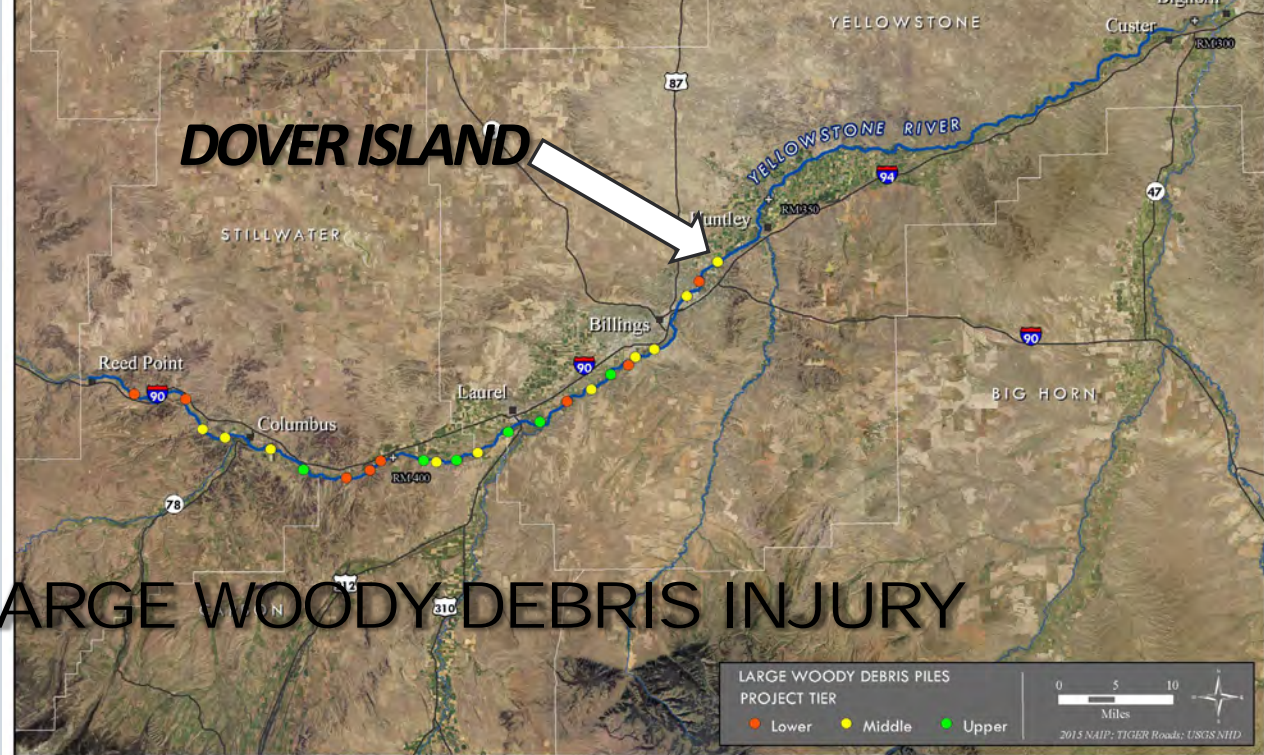 YELLOWSTONE
Custer
RM 300
87
DOVER ISLAND
YELLOWSTONE RIVER
94
47
RM 350
STILLWATER
Billings
90
90
Reed Point
90
Laurel
BIG HORN
Columbus
RM 400
78
ARGE WOODY DEBRIS INJURY
310
LARGE WOODY DEBRIS PILES
PROJECT TIER
Lower Middle Upper
0 5 10
Miles
2015 NAIP; TIGER Roads; USGS NHD